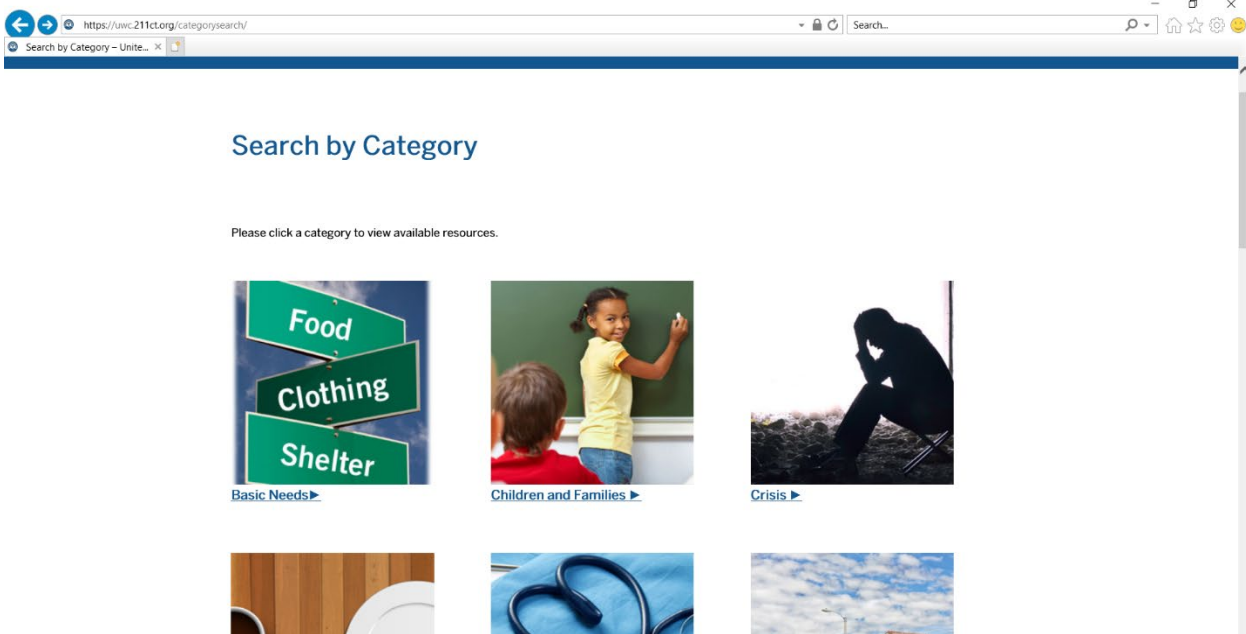 https://uwc.211ct.org/categorysearch/
Search...
Search by Category – Unite...
Search by Category
Please click a category to view available resources.
Food
Clothing
Shelter
Basic Needs►
Children and Families ►
Crisis ►